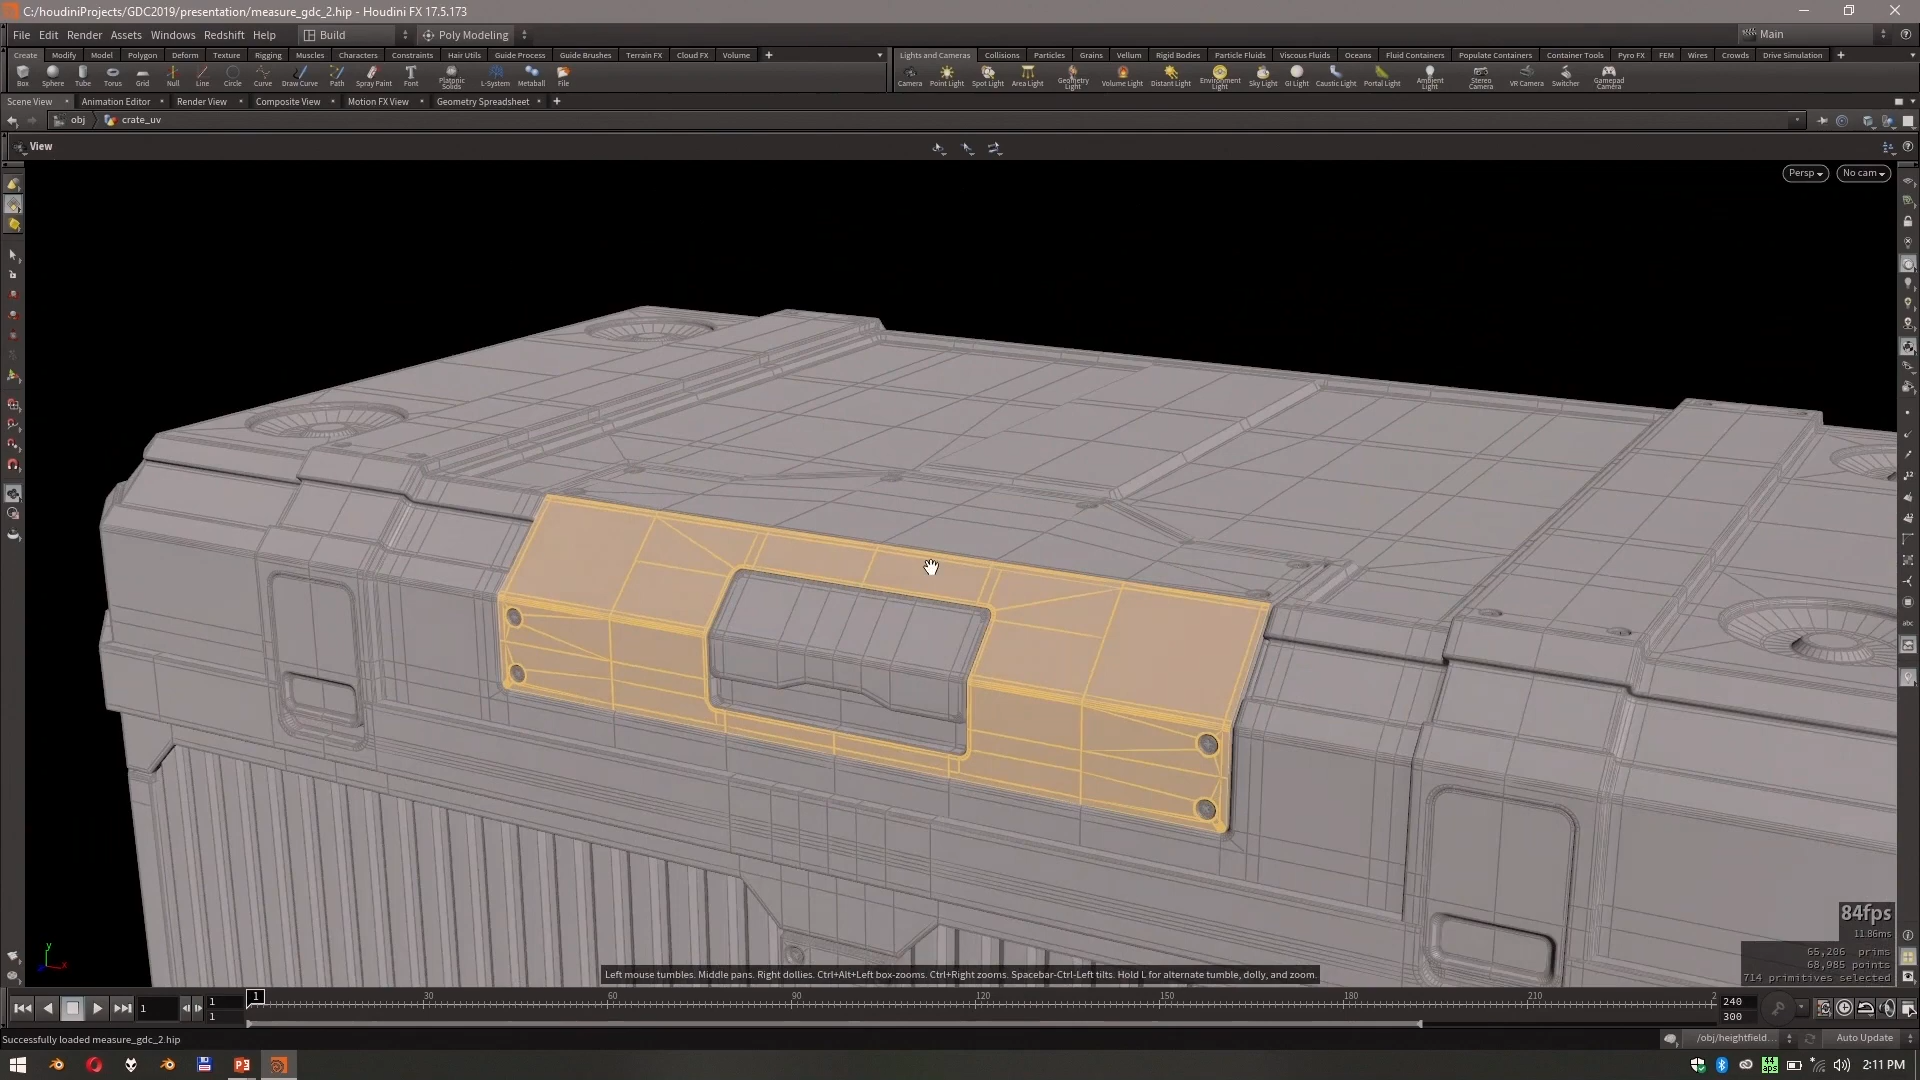 C:/houdiniProjects/GDC2019/presentation/measure_gdc_2.hip - Houdini FX 17.5.173
File Edit Render Assets Windows Redshift Help Build Poly Modeling Main
Create Modify Model Polygon Deform Texture Rigging Muscles Characters Constraints Hair Utils Guide Process Guide Brushes Terrain FX Cloud FX Volume
Lights and Cameras Collisions Particles Grains Vellum Rigid Bodies Particle Fluids Viscous Fluids Oceans Fluid Containers Populate Containers Container Tools Pyro FX FEM Wires Crowds Drive Simulation
Box Sphere Tube Torus Grid Null Line Circle Curve Draw Curve Path Spray Paint Font Platonic Solids L-System Metaball File
Camera Point Light Spot Light Area Light Geometry Light Volume Light Distant Light Environment Light Sky Light GI Light Caustic Light Portal Light Ambient Light Stereo Camera VR Camera Switcher Gamepad Camera
Scene View Animation Editor Render View Composite View Motion FX View Geometry Spreadsheet
obj crate_uv
View
Persp No cam
abc
84fps
11.86ms
65,206 prims
68,985 points
714 primitives selected
Left mouse tumbles. Middle pans. Right dollies. Ctrl+Alt+Left box-zooms. Ctrl+Right zooms. Spacebar-Ctrl-Left tilts. Hold L for alternate tumble, dolly, and zoom.
y
x
1 1 1 1 30 60 90 120 150 180 210 2 240 300
Successfully loaded measure_gdc_2.hip
/obj/heightfield... Auto Update
44 aps
2:11 PM